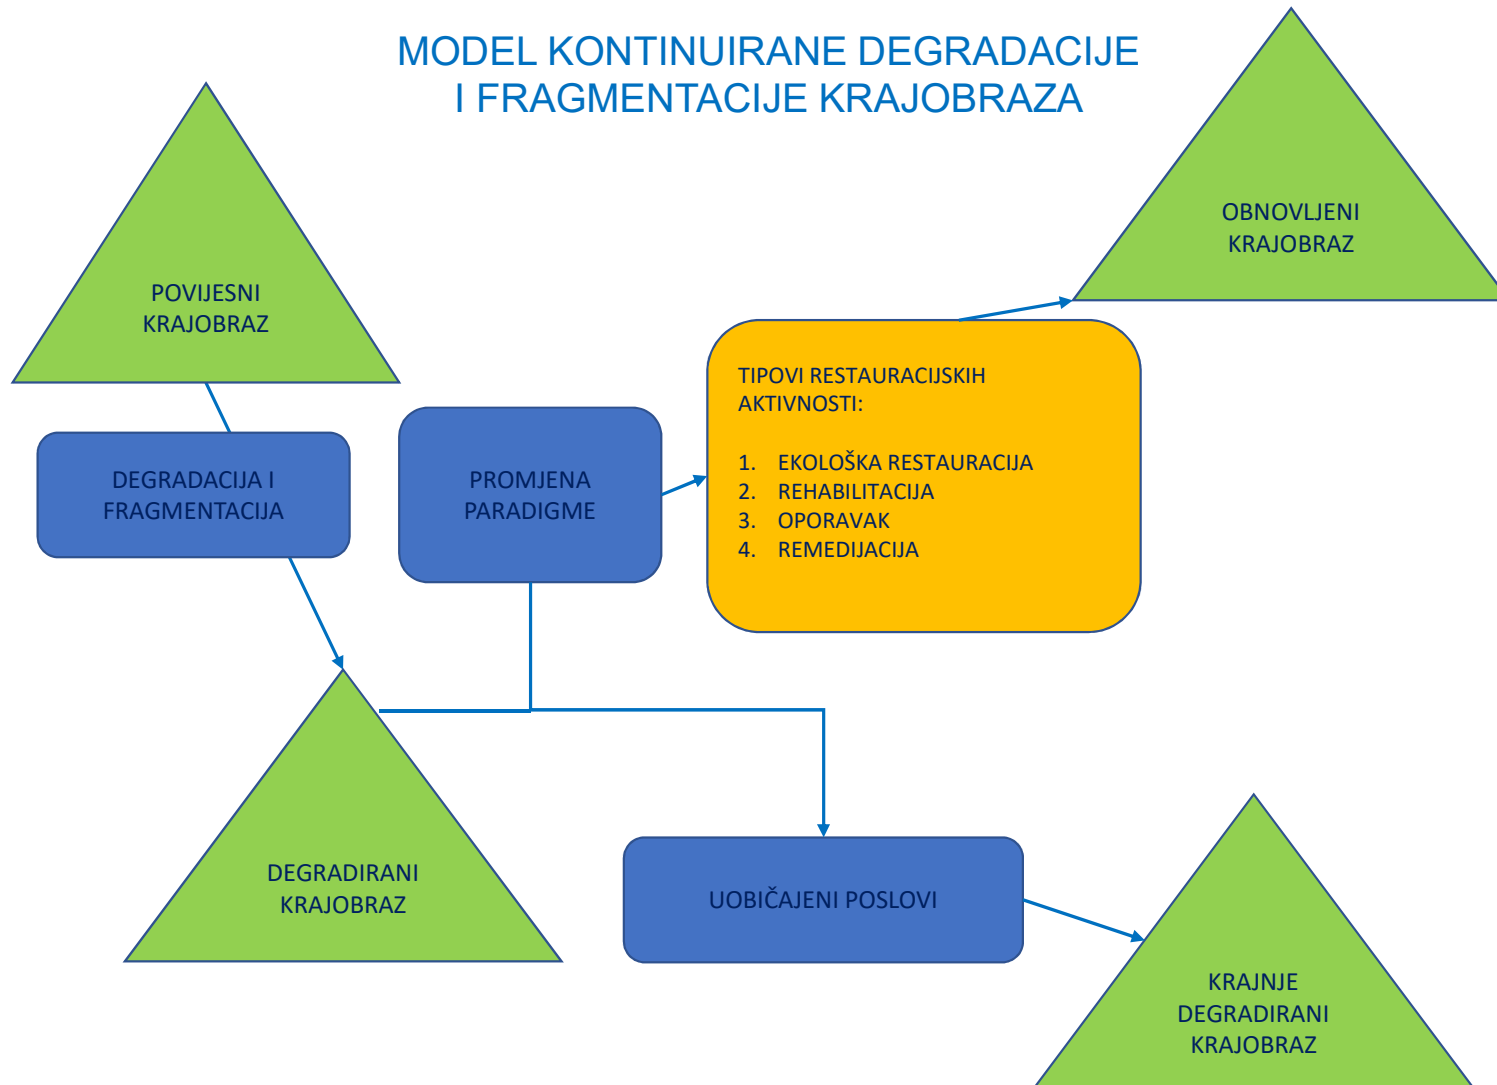 MODEL KONTINUIRANE DEGRADACIJE
I FRAGMENTACIJE KRAJOBRAZA
POVIJESNI
KRAJOBRAZ
OBNOVLJENI
KRAJOBRAZ
DEGRADACIJA I
FRAGMENTACIJA
PROMJENA
PARADIGME
TIPOVI RESTAURACIJSKIH
AKTIVNOSTI:
1. EKOLOŠKA RESTAURACIJA
2. REHABILITACIJA
3. OPORAVAK
4. REMEDIJACIJA
DEGRADIRANI
KRAJOBRAZ
UOBIČAJENI POSLOVI
KRAJNJE
DEGRADIRANI
KRAJOBRAZ